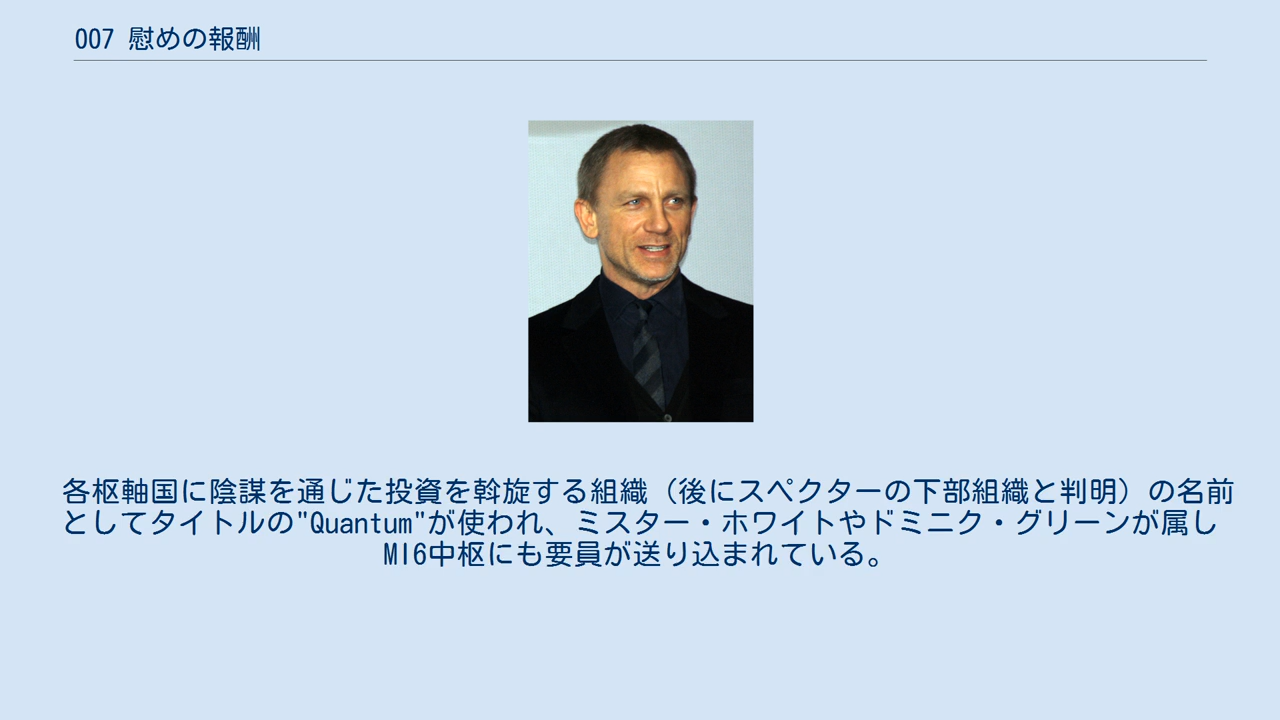 007 慰めの報酬
各枢軸国に陰謀を通じた投資を斡旋する組織（後にスペクターの下部組織と判明）の名前
としてタイトルの"Quantum"が使われ、ミスター・ホワイトやドミニク・グリーンが属し
MI6中枢にも要員が送り込まれている。